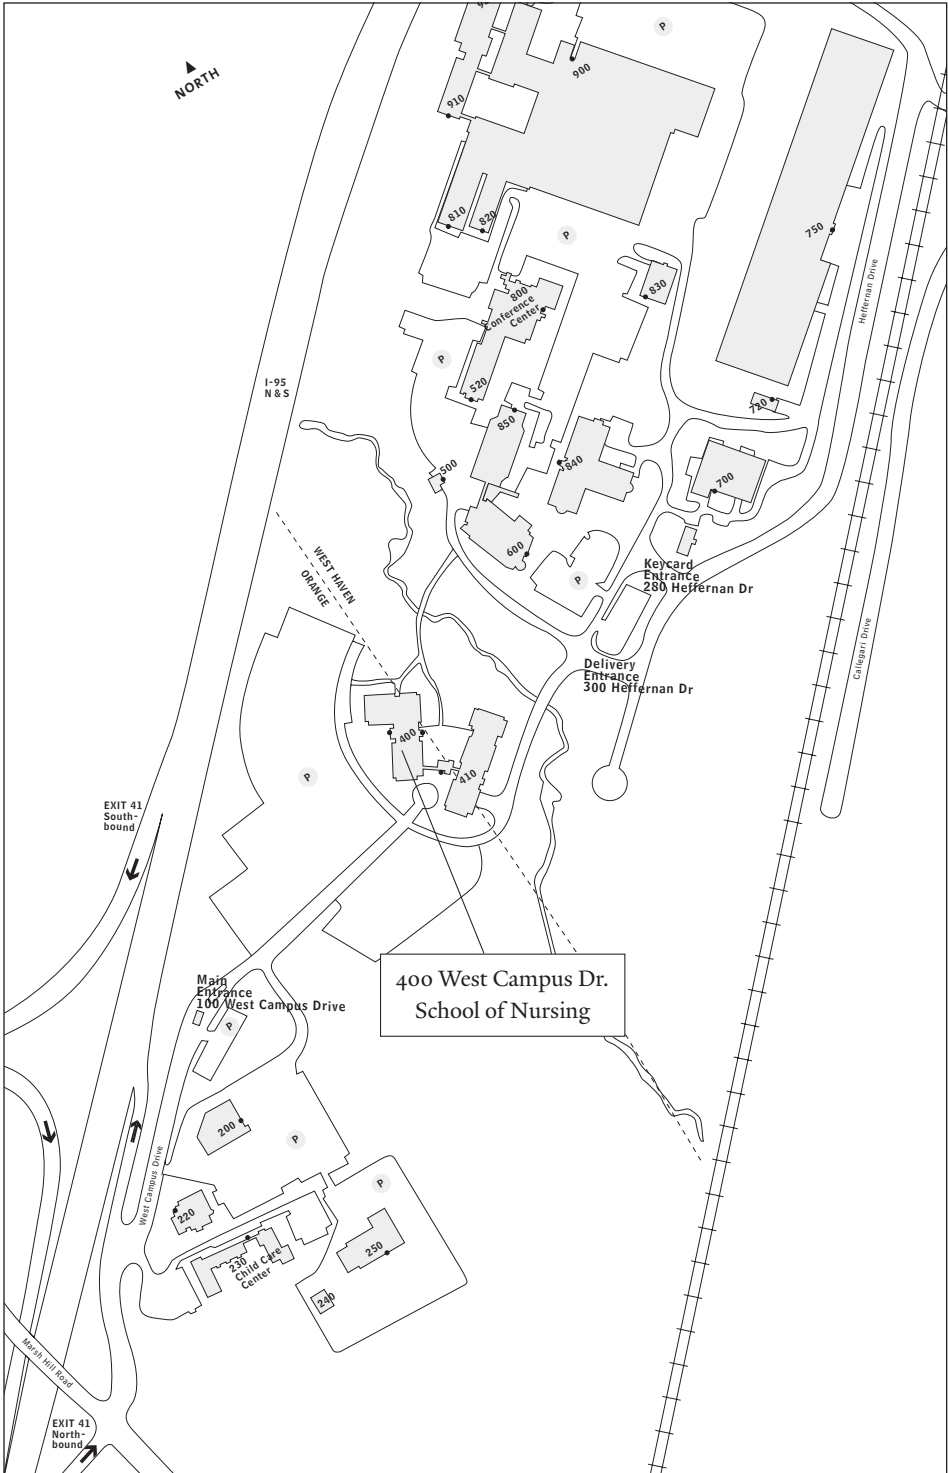 P
900
NORTH
910
810
820
P
750
830
800
Conference
Center
Heffernan Drive
P
I-95
N & S
520
720
850
500
840
700
600
WEST HAVEN
ORANGE
P
Keycard
Entrance
280 Heffernan Dr
Callegari Drive
Delivery
Entrance
300 Heffernan Dr
400
410
P
EXIT 41
South-
bound
400 West Campus Dr.
School of Nursing
Main
Entrance
100 West Campus Drive
P
200
P
West Campus Drive
P
220
230
Child Care
Center
250
240
Marsh Hill Road
EXIT 41
North-
bound